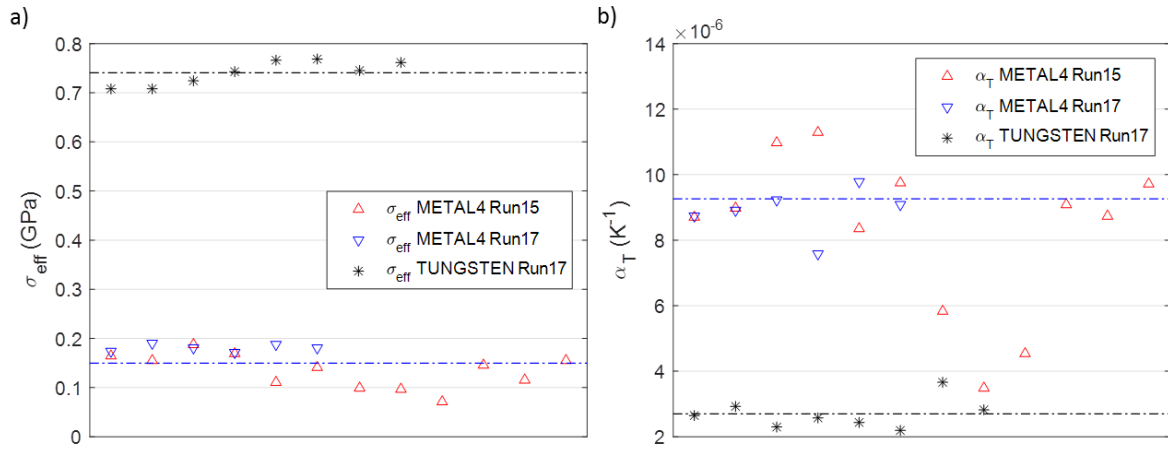 a)
0.8
0.7
0.6
0.5
0.4
0.3
0.2
0.1
0
σeff (GPa)
σeff METAL4 Run15
σeff METAL4 Run17
σeff TUNGSTEN Run17
b)
×10-6
14
12
10
8
6
4
2
αT (K-1)
αT METAL4 Run15
αT METAL4 Run17
αT TUNGSTEN Run17